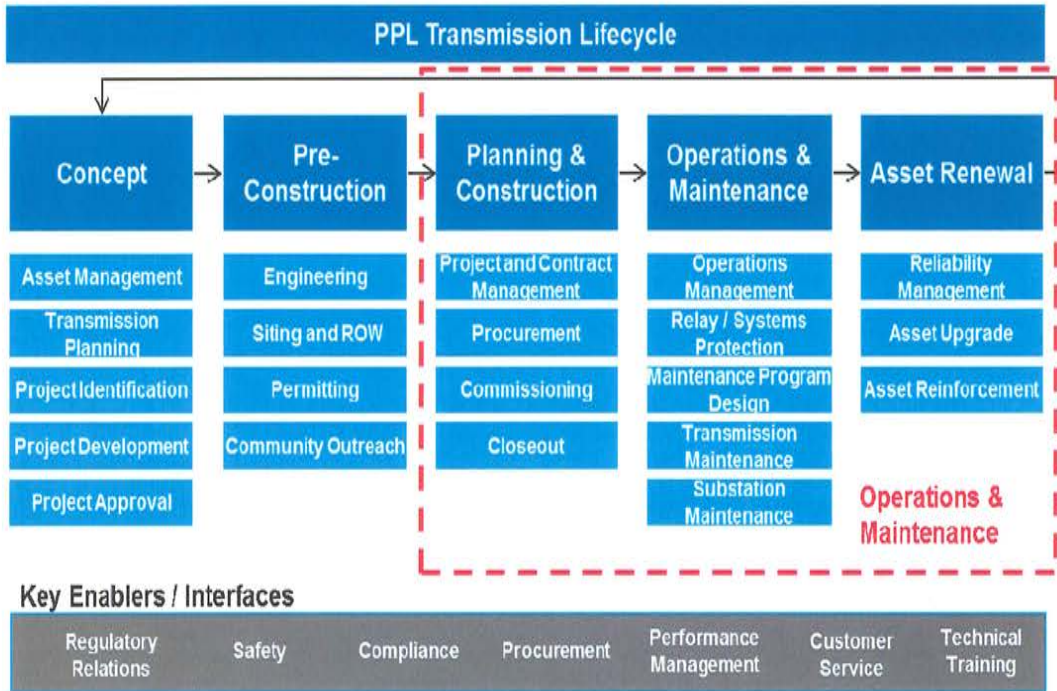 PPL Transmission Lifecycle
Concept
Pre-
Construction
Planning &
Construction
Operations &
Maintenance
Asset Renewal
Asset Management
Transmission
Planning
Project Identification
Project Development
Project Approval
Engineering
Siting and ROW
Permitting
Community Outreach
Project and Contract
Management
Procurement
Commissioning
Closeout
Operations
Management
Relay / Systems
Protection
Maintenance Program
Design
Transmission
Maintenance
Substation
Maintenance
Reliability
Management
Asset Upgrade
Asset Reinforcement
Operations &
Maintenance
Key Enablers / Interfaces
Regulatory
Relations
Safety
Compliance
Procurement
Performance
Management
Customer
Service
Technical
Training